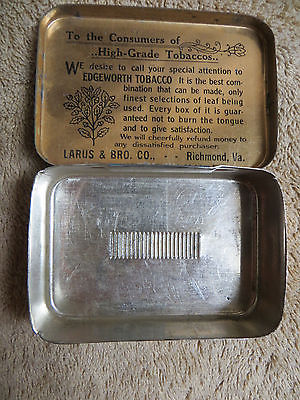 To the Consumers of
..High-Grade Tobaccos..
WE desire to call your special attention to
EDGEWORTH TOBACCO it is the best com-
bination that can be made, only
finest selections of leaf being
used. Every box of it is guar-
anteed not to burn the tongue
and to give satisfaction.
We will cheerfully refund money to
any dissatisfied purchaser.
LARUS & BRO. CO., - - Richmond, Va.